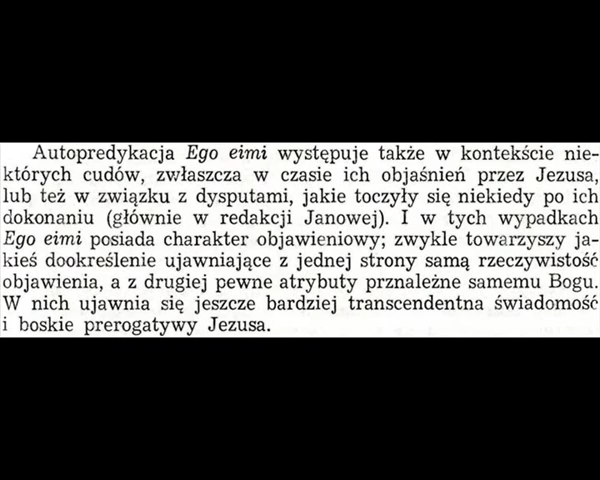 Autopredykacja Ego eimi występuje także w kontekście nie-
których cudów, zwłaszcza w czasie ich objaśnień przez Jezusa,
lub też w związku z dysputami, jakie toczyły się niekiedy po ich
dokonaniu (głównie w redakcji Janowej). I w tych wypadkach
Ego eimi posiada charakter objawieniowy; zwykle towarzyszy ja-
kieś dookreślenie ujawniające z jednej strony samą rzeczywistość
objawienia, a z drugiej pewne atrybuty prznależne samemu Bogu.
W nich ujawnia się jeszcze bardziej transcendentna świadomość
i boskie prerogatywy Jezusa.